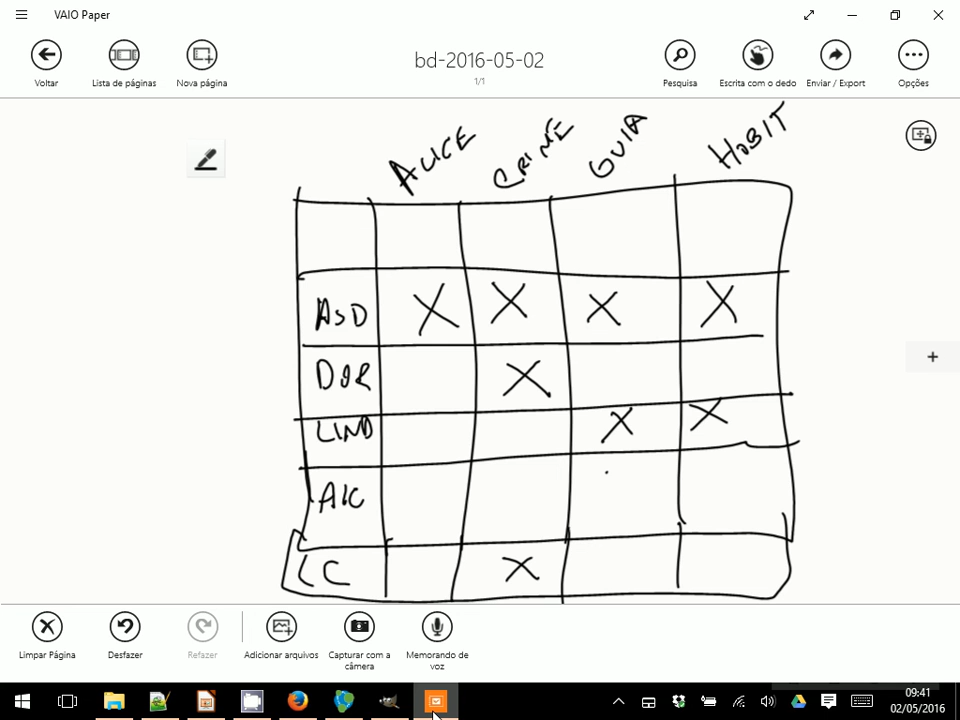 VAIO Paper
bd-2016-05-02
1/1
Voltar
Lista de páginas
Nova página
Pesquisa
Escrita com o dedo
Enviar / Export
Opções
ALICE CRIME GUIA HOBIT
ASD X X X X
DOR X
LIND X X
AIC
CC X
Limpar Página
Desfazer
Refazer
Adicionar arquivos
Capturar com a
câmera
Memorando de
voz
09:41
02/05/2016